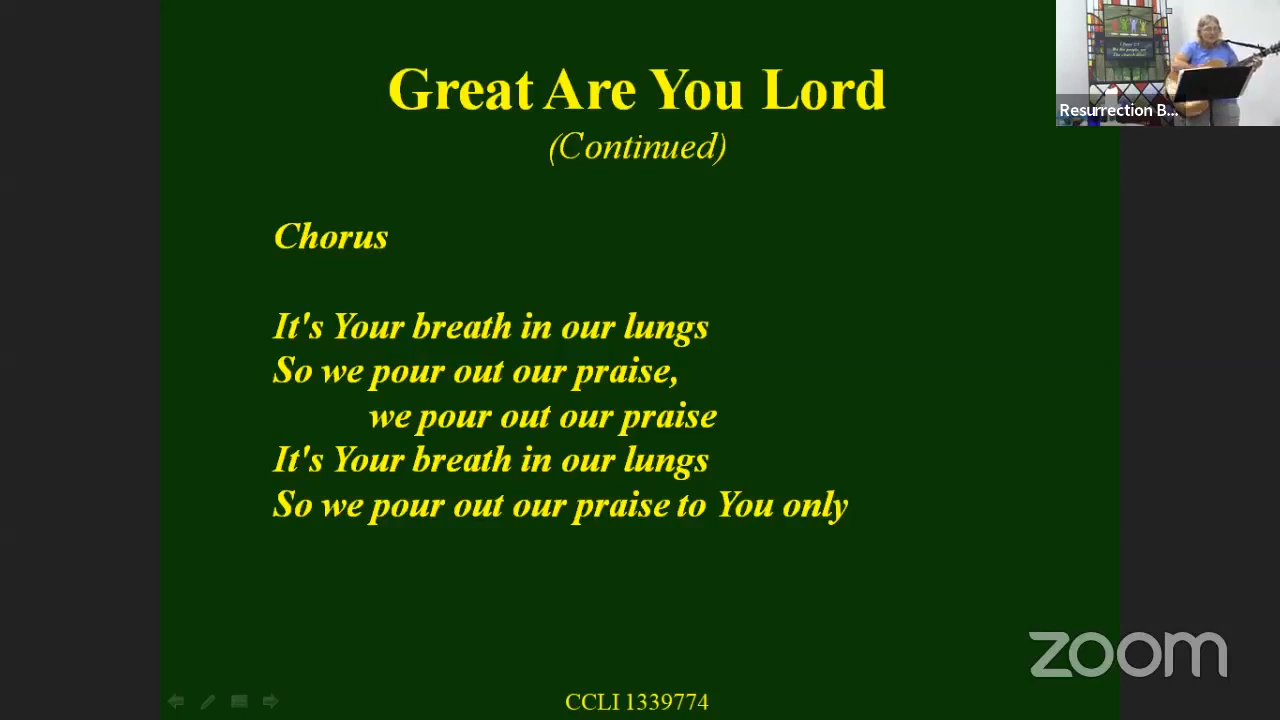 Great Are You Lord
(Continued)
Resurrection B...
Chorus
It's Your breath in our lungs
So we pour out our praise,
we pour out our praise
It's Your breath in our lungs
So we pour out our praise to You only
zoom
CCLI 1339774